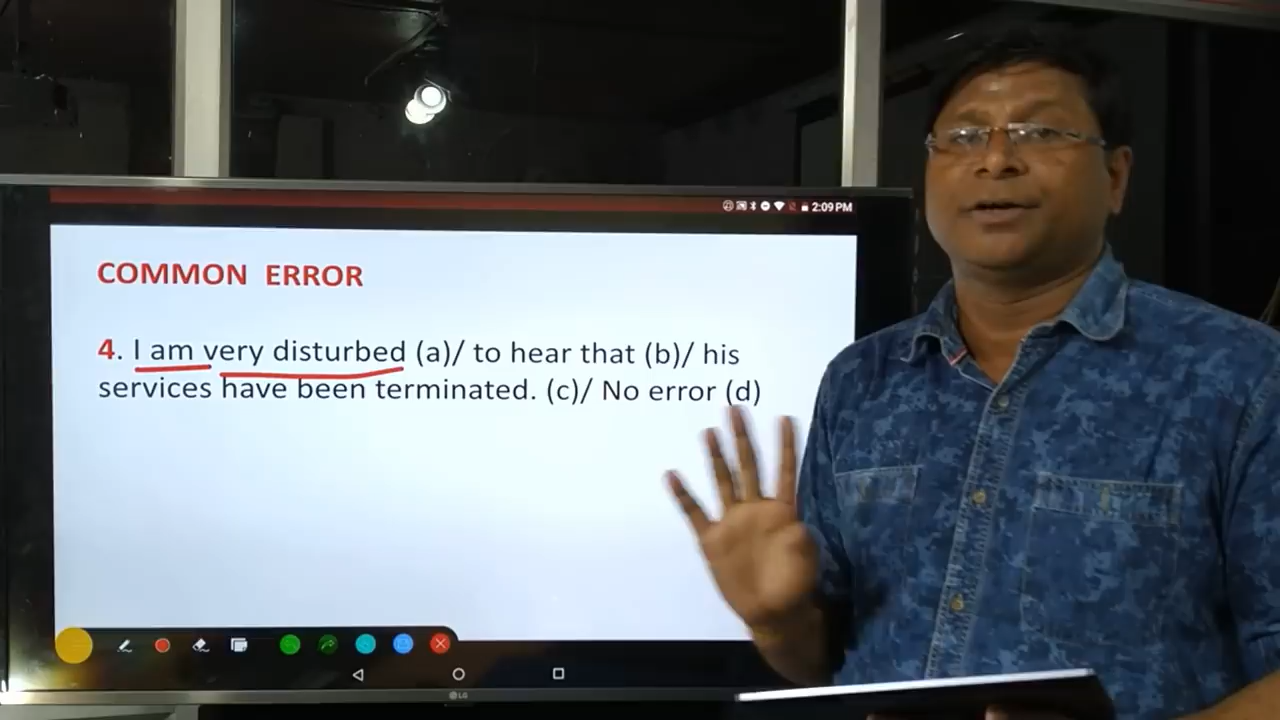 2:09 PM
COMMON ERROR
4. I am very disturbed (a)/ to hear that (b)/ his
services have been terminated. (c)/ No error (d)
LG